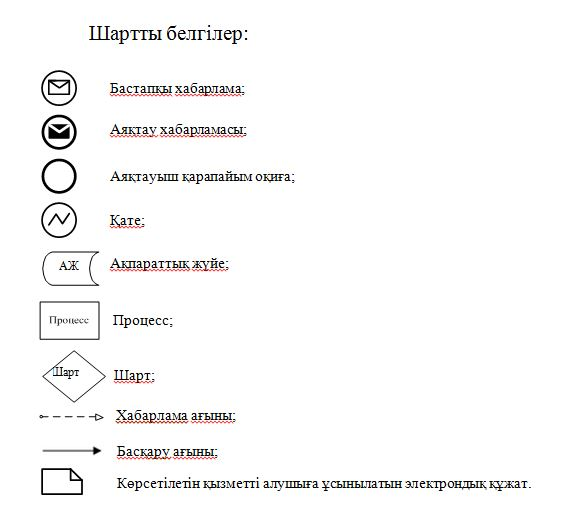 Шартты белгілер:
Бастапқы хабарлама;
Аяқтау хабарламасы;
Аяқтауыш қарапайым оқиға;
Қате;
АЖ Ақпараттық жүйе;
Процесс Процесс;
Шарт Шарт;
Хабарлама ағыны;
Басқару ағыны;
Көрсетілетін қызметті алушыға ұсынылатын электрондық құжат.